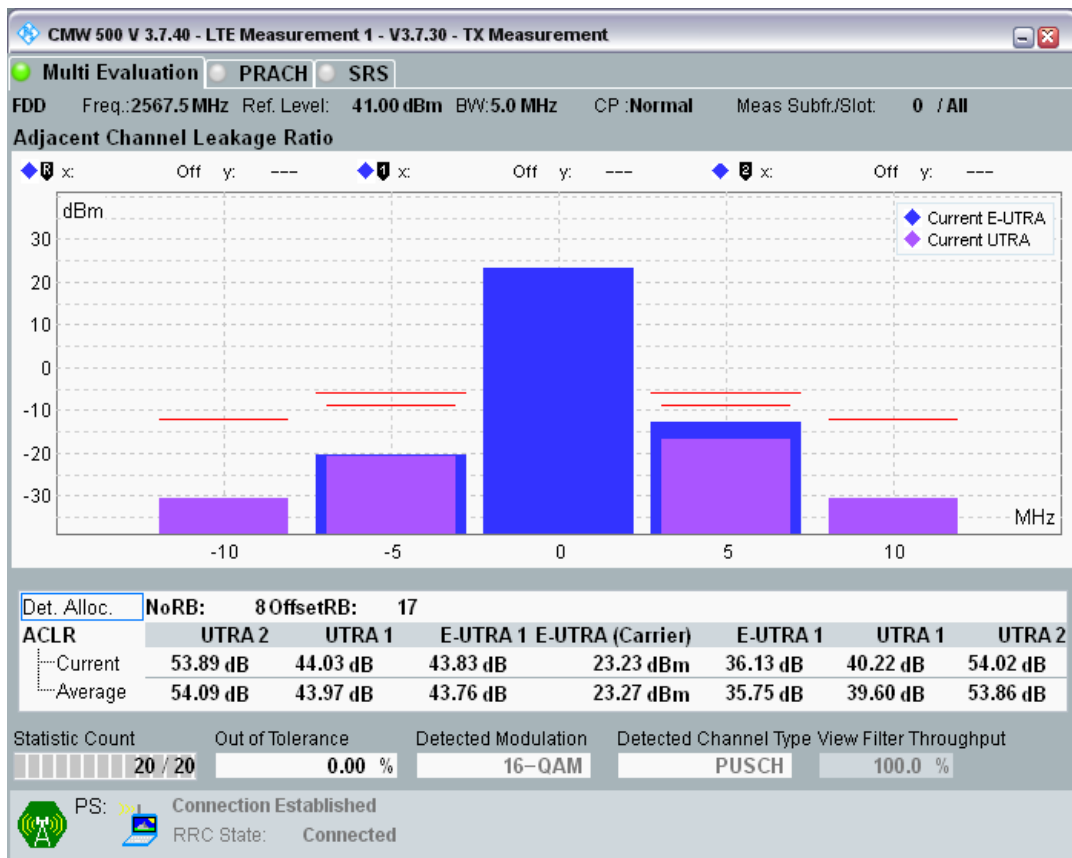 CMW 500 V 3.7.40 - LTE Measurement 1 - V3.7.30 - TX Measurement
Multi Evaluation PRACH SRS
FDD Freq.:2567.5 MHz Ref. Level: 41.00 dBm BW:5.0 MHz CP :Normal Meas Subfr./Slot: 0 / All
Adjacent Channel Leakage Ratio
R x: Off y: --- 1 x: Off y: --- 2 x: Off y: ---
dBm
Current E-UTRA
Current UTRA
30
20
10
0
-10
-20
-30
MHz
-10 -5 0 5 10
Det. Alloc. NoRB: 8 OffsetRB: 17
ACLR UTRA 2 UTRA 1 E-UTRA 1 E-UTRA (Carrier) E-UTRA 1 UTRA 1 UTRA 2
Current 53.89 dB 44.03 dB 43.83 dB 23.23 dBm 36.13 dB 40.22 dB 54.02 dB
Average 54.09 dB 43.97 dB 43.76 dB 23.27 dBm 35.75 dB 39.60 dB 53.86 dB
Statistic Count Out of Tolerance Detected Modulation Detected Channel Type View Filter Throughput
20 / 20 0.00 % 16-QAM PUSCH 100.0 %
PS: Connection Established
RRC State: Connected